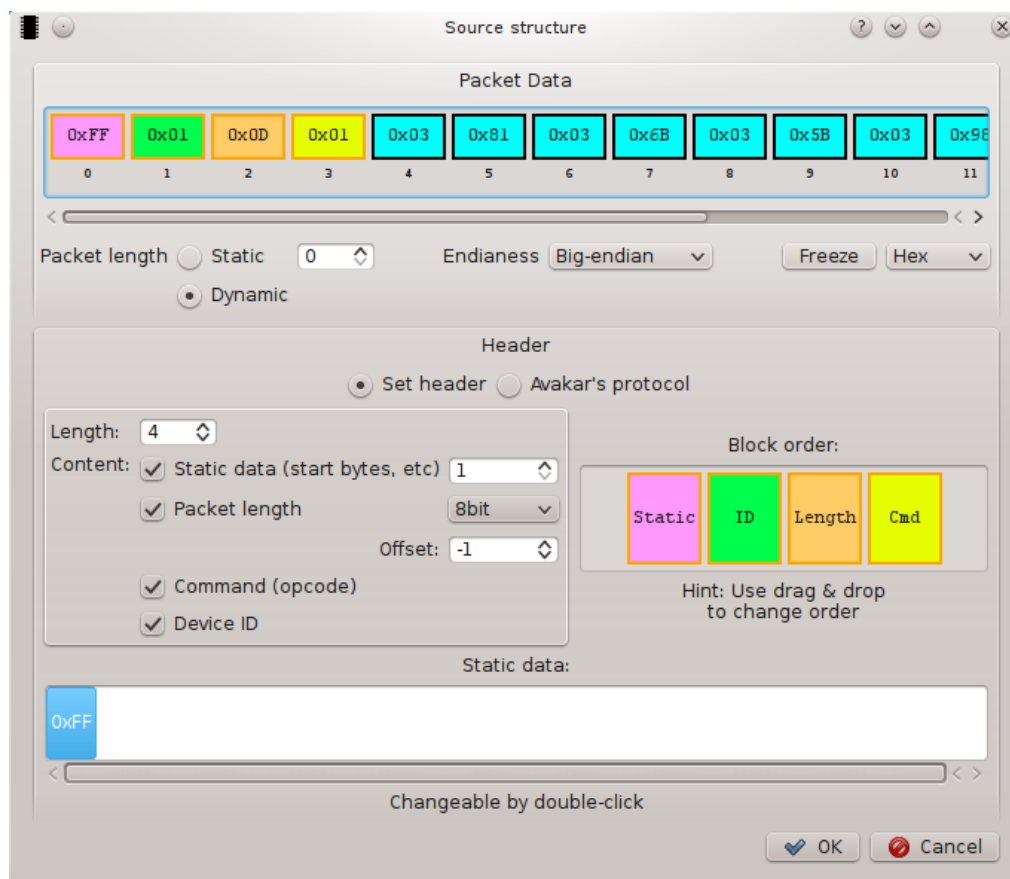 Source structure
Packet Data
0xFF 0x01 0x0D 0x01 0x03 0x81 0x03 0x6B 0x03 0x5B 0x03 0x98
0 1 2 3 4 5 6 7 8 9 10 11
Packet length Static 0 Endianess Big-endian Freeze Hex
Dynamic
Header
Set header Avakar's protocol
Length: 4
Block order:
Content: Static data (start bytes, etc) 1
Packet length 8bit
Static ID Length Cmd
Offset: -1
Command (opcode)
Hint: Use drag & drop
to change order
Device ID
Static data:
0xFF
Changeable by double-click
OK Cancel